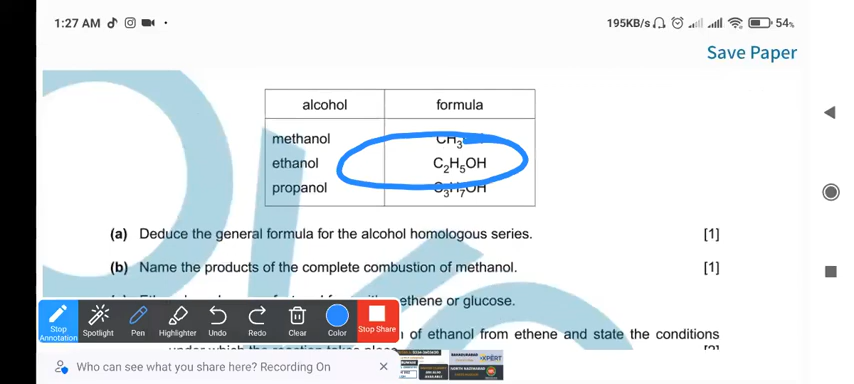 1:27 AM
195KB/s
54%
Save Paper
alcohol formula
methanol CH₃
ethanol C₂H₅OH
propanol C₃H₇OH
(a) Deduce the general formula for the alcohol homologous series. [1]
(b) Name the products of the complete combustion of methanol. [1]
ethene or glucose.
of ethanol from ethene and state the conditions
Stop Annotation
Spotlight
Pen
Highlighter
Undo
Redo
Clear
Color
Stop Share
Who can see what you share here? Recording On